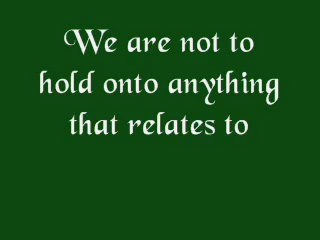 We are not to
hold onto anything
that relates to